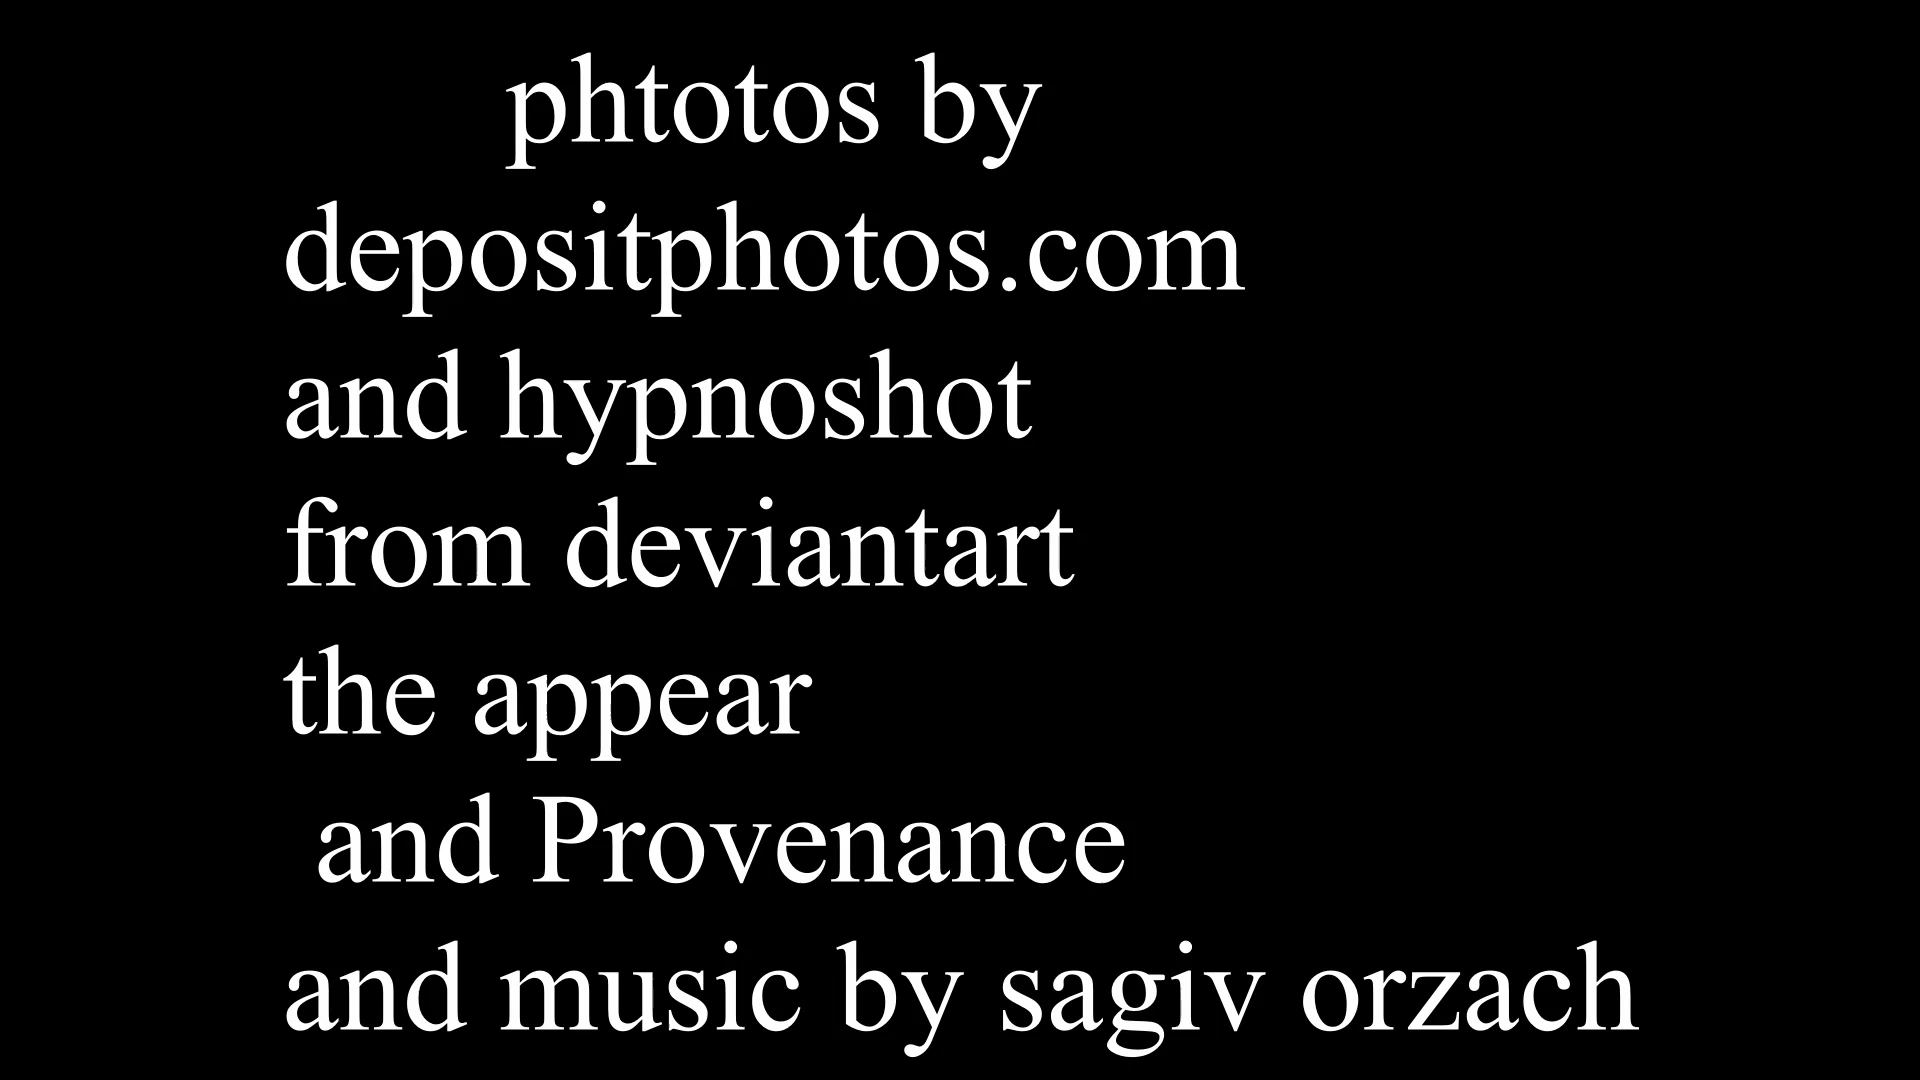 phtotos by
depositphotos.com
and hypnoshot
from deviantart
the appear
and Provenance
and music by sagiv orzach